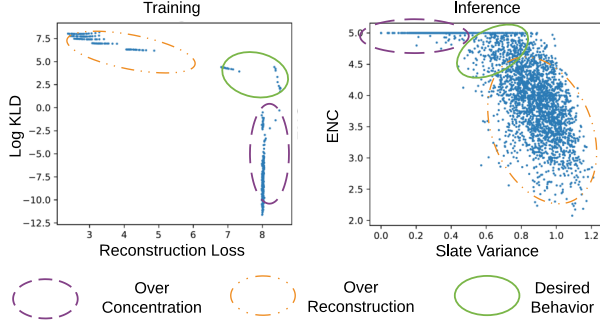 Training
Inference
7.5
5.0
2.5
0.0
-2.5
-5.0
-7.5
-10.0
-12.5
Log KLD
3
4
5
6
7
8
Reconstruction Loss
5.0
4.5
4.0
3.5
3.0
2.5
2.0
ENC
0.0
0.2
0.4
0.6
0.8
1.0
1.2
Slate Variance
Over
Concentration
Over
Reconstruction
Desired
Behavior